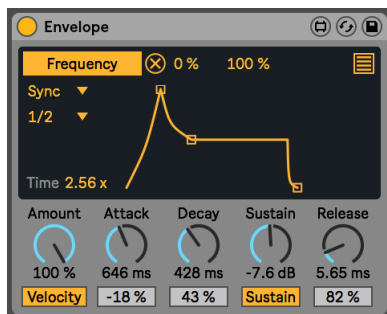 Envelope
Frequency 0 % 100 %
Sync
1/2
Time 2.56 x
Amount Attack Decay Sustain Release
100 % 646 ms 428 ms -7.6 dB 5.65 ms
Velocity -18 % 43 % Sustain 82 %